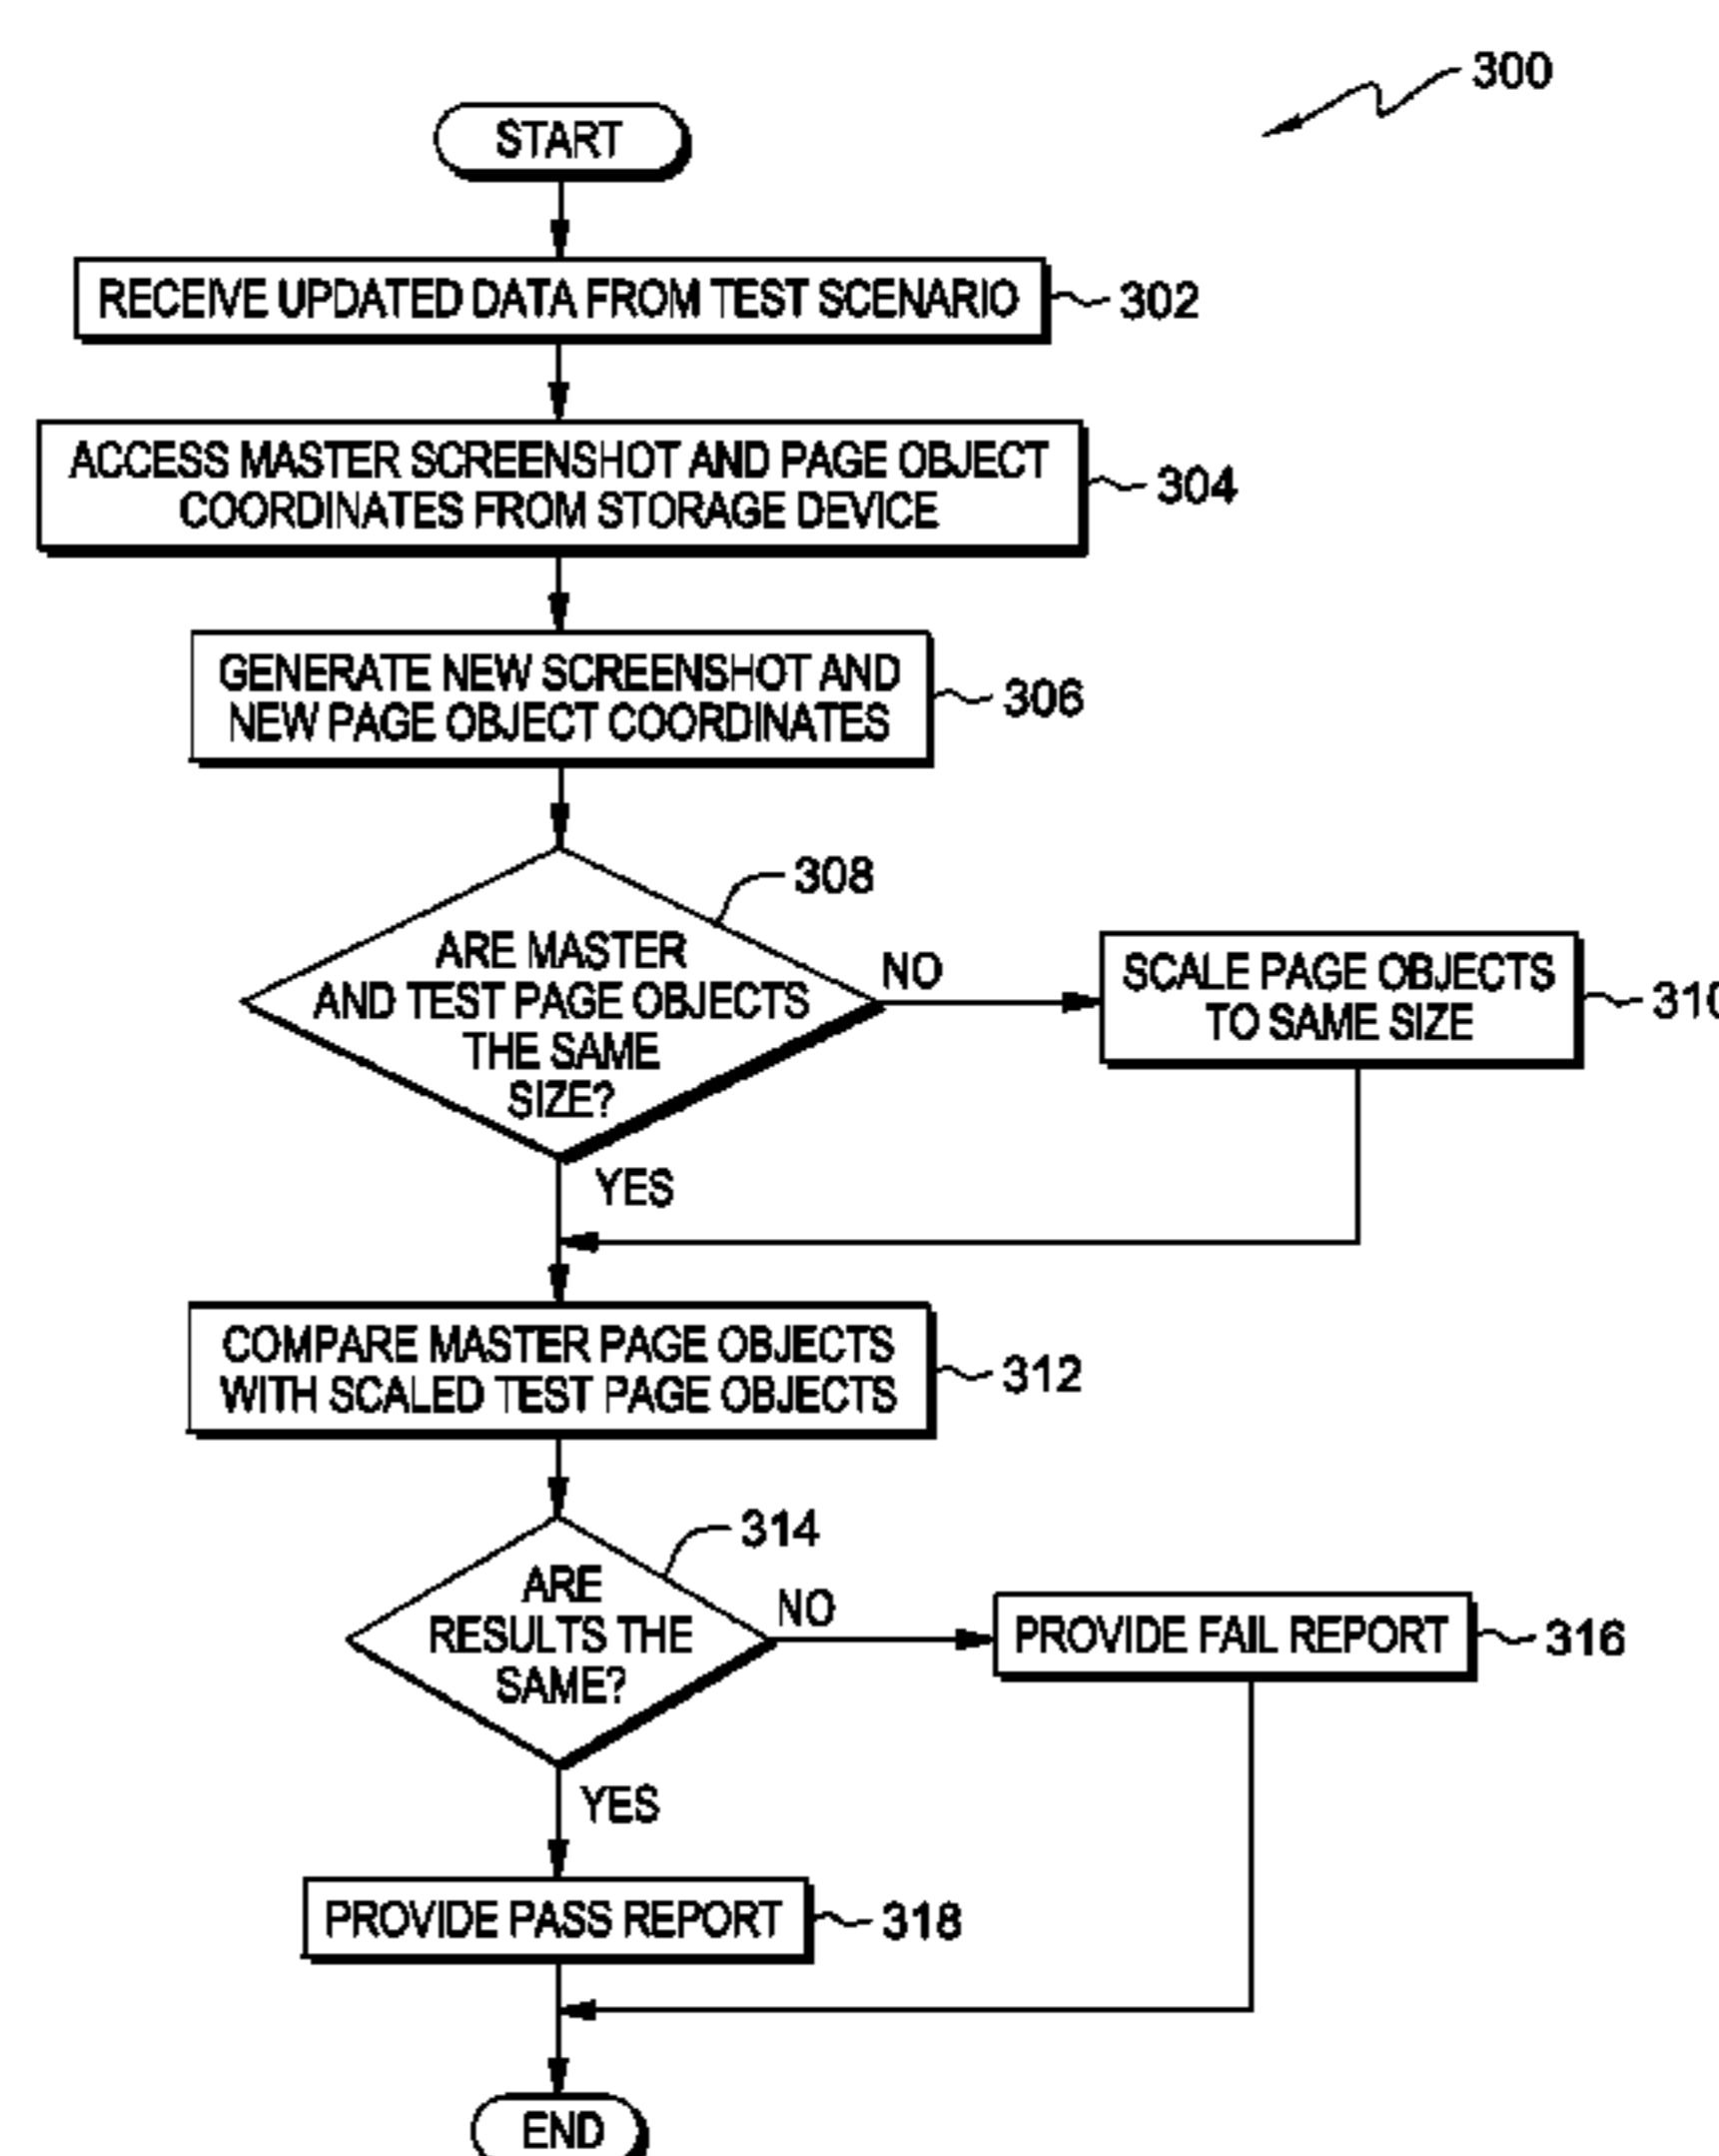 300
START
RECEIVE UPDATED DATA FROM TEST SCENARIO
302
ACCESS MASTER SCREENSHOT AND PAGE OBJECT
COORDINATES FROM STORAGE DEVICE
304
GENERATE NEW SCREENSHOT AND
NEW PAGE OBJECT COORDINATES
306
308
ARE MASTER
AND TEST PAGE OBJECTS
THE SAME
SIZE?
NO
SCALE PAGE OBJECTS
TO SAME SIZE
310
YES
COMPARE MASTER PAGE OBJECTS
WITH SCALED TEST PAGE OBJECTS
312
314
ARE
RESULTS THE
SAME?
NO
PROVIDE FAIL REPORT
316
YES
PROVIDE PASS REPORT
318
END